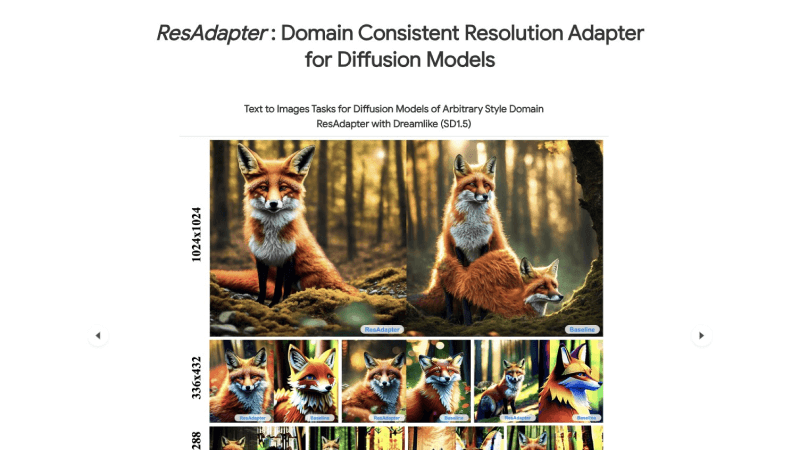 ResAdapter : Domain Consistent Resolution Adapter
for Diffusion Models
Text to Images Tasks for Diffusion Models of Arbitrary Style Domain
ResAdapter with Dreamlike (SD1.5)
1024x1024
ResAdapter
Baseline
336x432
ResAdapter
Baseline
ResAdapter
Baseline
ResAdapter
Baseline
288